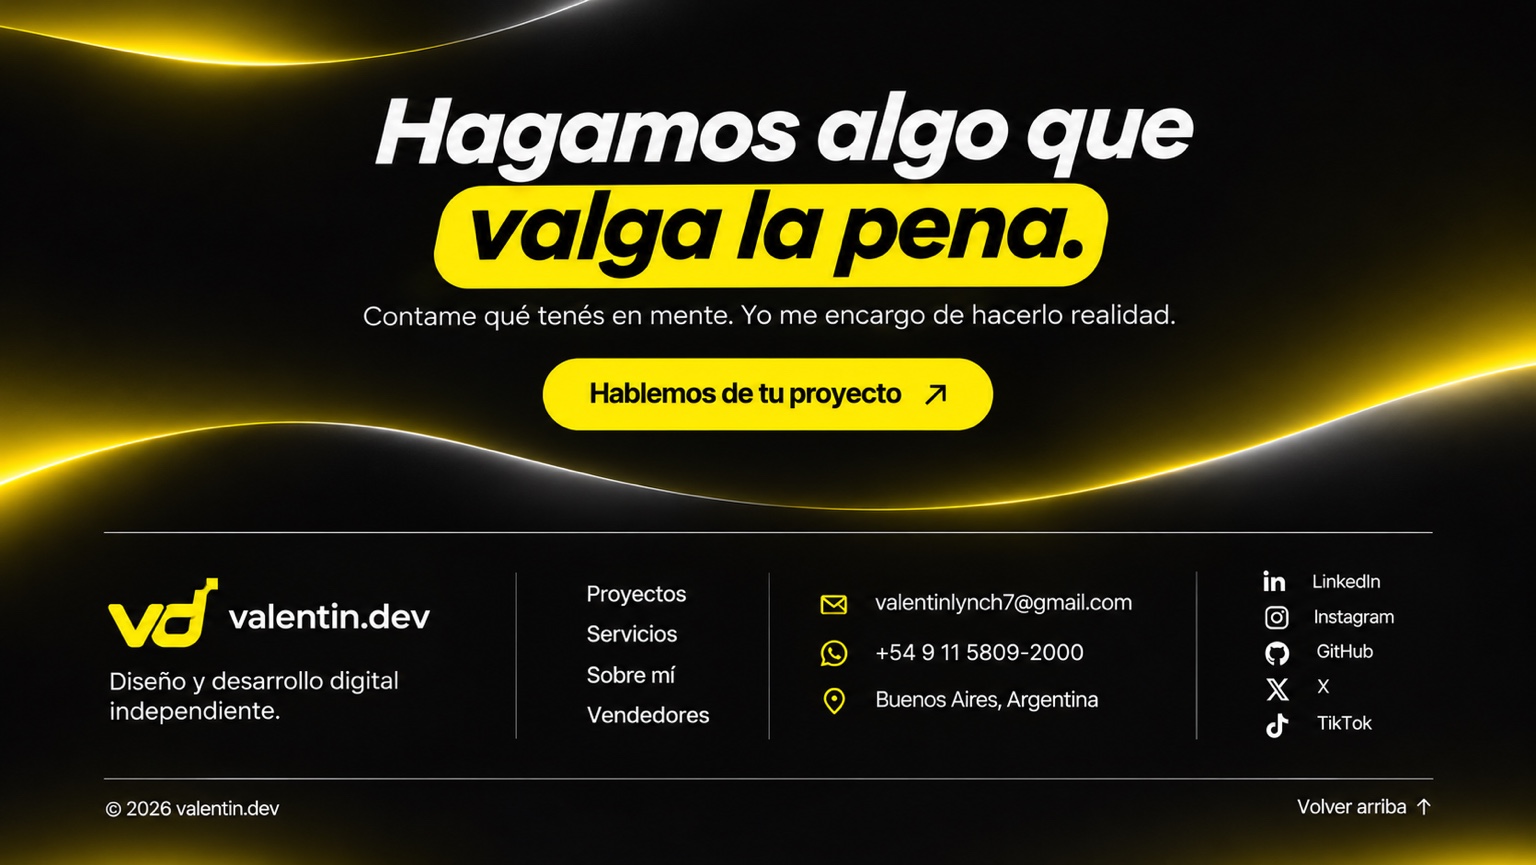 Hagamos algo que
valga la pena.
Contame qué tenés en mente. Yo me encargo de hacerlo realidad.
Hablemos de tu proyecto ↗
vd valentin.dev
Diseño y desarrollo digital
independiente.
Proyectos
Servicios
Sobre mí
Vendedores
valentinlynch7@gmail.com
+54 9 11 5809-2000
Buenos Aires, Argentina
in LinkedIn
Instagram
GitHub
X X
TikTok
© 2026 valentin.dev
Volver arriba ↑